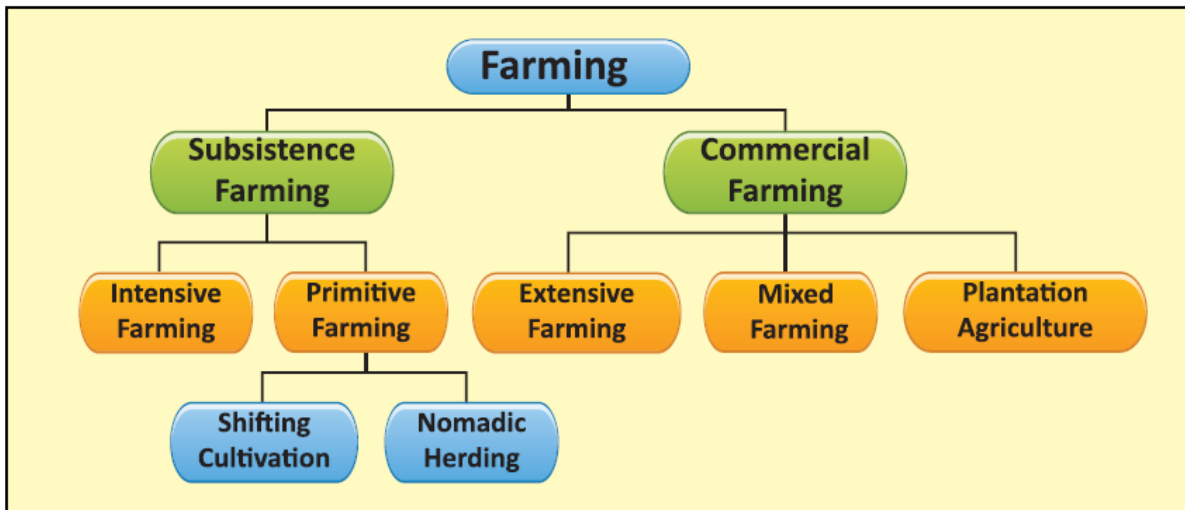 Farming
Subsistence
Farming
Commercial
Farming
Intensive
Farming
Primitive
Farming
Extensive
Farming
Mixed
Farming
Plantation
Agriculture
Shifting
Cultivation
Nomadic
Herding